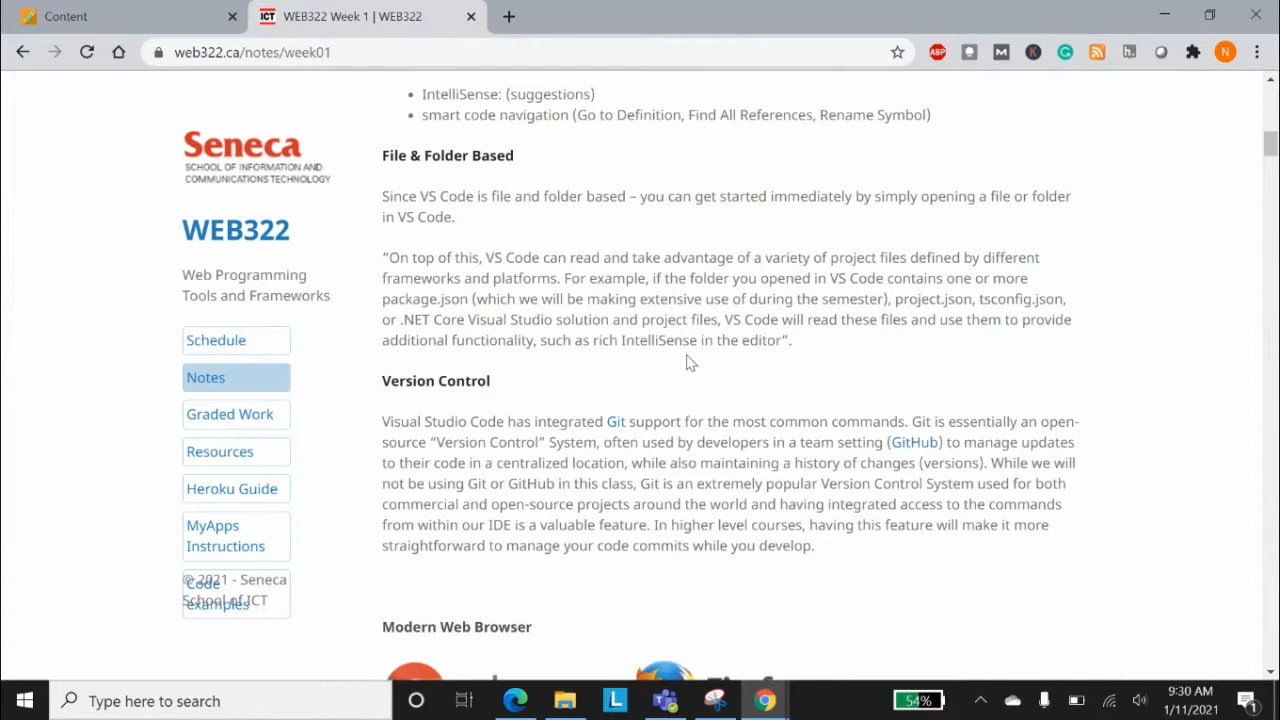 Content
ICT
WEB322 Week 1 | WEB322
web322.ca/notes/week01
ABP
M
K
G
h
N
IntelliSense: (suggestions)
smart code navigation (Go to Definition, Find All References, Rename Symbol)
Seneca
SCHOOL OF INFORMATION AND
COMMUNICATIONS TECHNOLOGY
WEB322
Web Programming
Tools and Frameworks
Schedule
Notes
Graded Work
Resources
Heroku Guide
MyApps
Instructions
Code
examples
© 2021 - Seneca
School of ICT
File & Folder Based
Since VS Code is file and folder based – you can get started immediately by simply opening a file or folder
in VS Code.
“On top of this, VS Code can read and take advantage of a variety of project files defined by different
frameworks and platforms. For example, if the folder you opened in VS Code contains one or more
package.json (which we will be making extensive use of during the semester), project.json, tsconfig.json,
or .NET Core Visual Studio solution and project files, VS Code will read these files and use them to provide
additional functionality, such as rich IntelliSense in the editor”.
Version Control
Visual Studio Code has integrated Git support for the most common commands. Git is essentially an open-
source “Version Control” System, often used by developers in a team setting (GitHub) to manage updates
to their code in a centralized location, while also maintaining a history of changes (versions). While we will
not be using Git or GitHub in this class, Git is an extremely popular Version Control System used for both
commercial and open-source projects around the world and having integrated access to the commands
from within our IDE is a valuable feature. In higher level courses, having this feature will make it more
straightforward to manage your code commits while you develop.
Modern Web Browser
Type here to search
L
54%
9:30 AM
1/11/2021
1